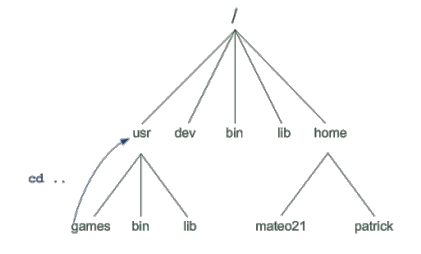 /
usr dev bin lib home
cd ..
games bin lib mateo21 patrick